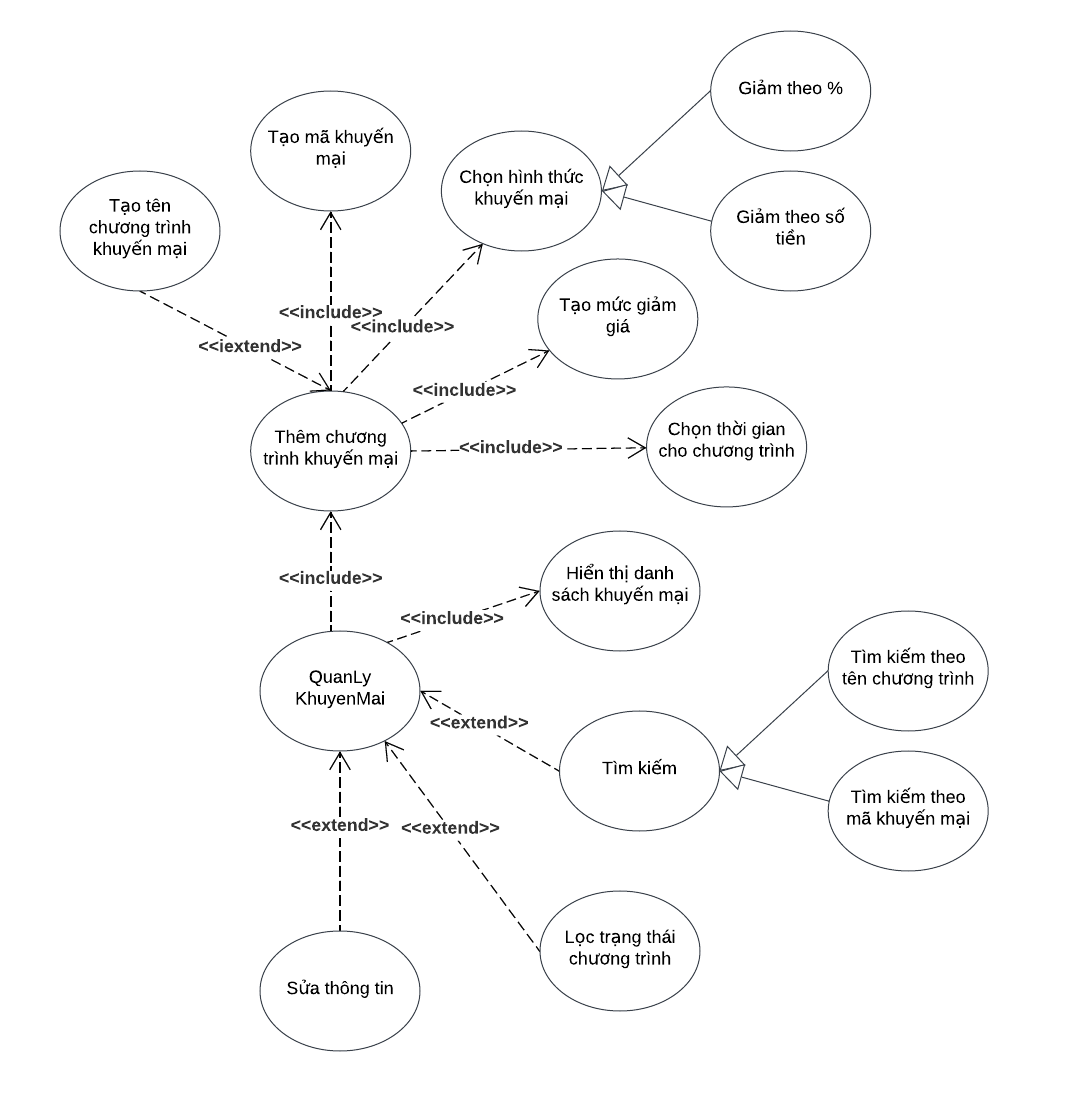 Giảm theo %
Tạo mã khuyến
mại
Chọn hình thức
khuyến mại
Tạo tên
chương trình
khuyến mại
Giảm theo số
tiền
Tạo mức giảm
giá
<<include>>
<<include>>
<<iextend>>
<<include>>
Thêm chương
trình khuyến mại
<<include>>
Chọn thời gian
cho chương trình
<<include>>
Hiển thị danh
sách khuyến mại
<<include>>
QuanLy
KhuyenMai
Tìm kiếm theo
tên chương trình
<<extend>>
Tìm kiếm
Tìm kiếm theo
mã khuyến mại
<<extend>>
<<extend>>
Lọc trạng thái
chương trình
Sửa thông tin